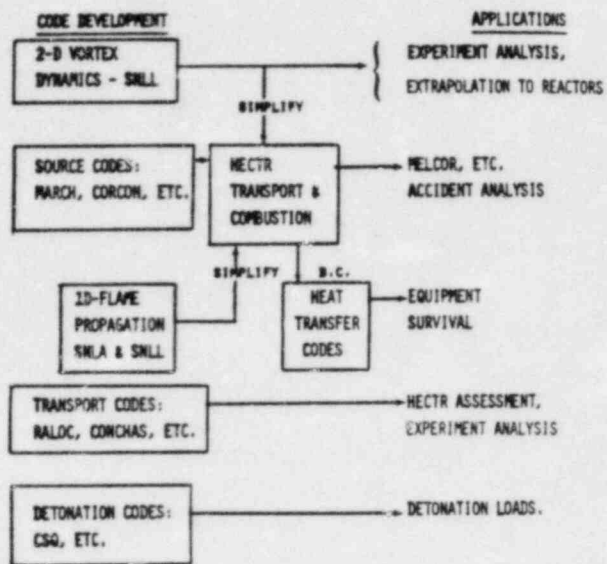 CODE DEVELOPMENT
APPLICATIONS
2-D VORTEX
DYNAMICS - SNLL
EXPERIMENT ANALYSIS,
EXTRAPOLATION TO REACTORS
SIMPLIFY
SOURCE CODES:
MARCH, CORCON, ETC.
HECTR
TRANSPORT &
COMBUSTION
MELCOR, ETC.
ACCIDENT ANALYSIS
SIMPLIFY
B.C.
1D-FLAME
PROPAGATION
SNLA & SNLL
HEAT
TRANSFER
CODES
EQUIPMENT
SURVIVAL
TRANSPORT CODES:
RALOC, CONCHAS, ETC.
HECTR ASSESSMENT,
EXPERIMENT ANALYSIS
DETONATION CODES:
CSQ, ETC.
DETONATION LOADS.